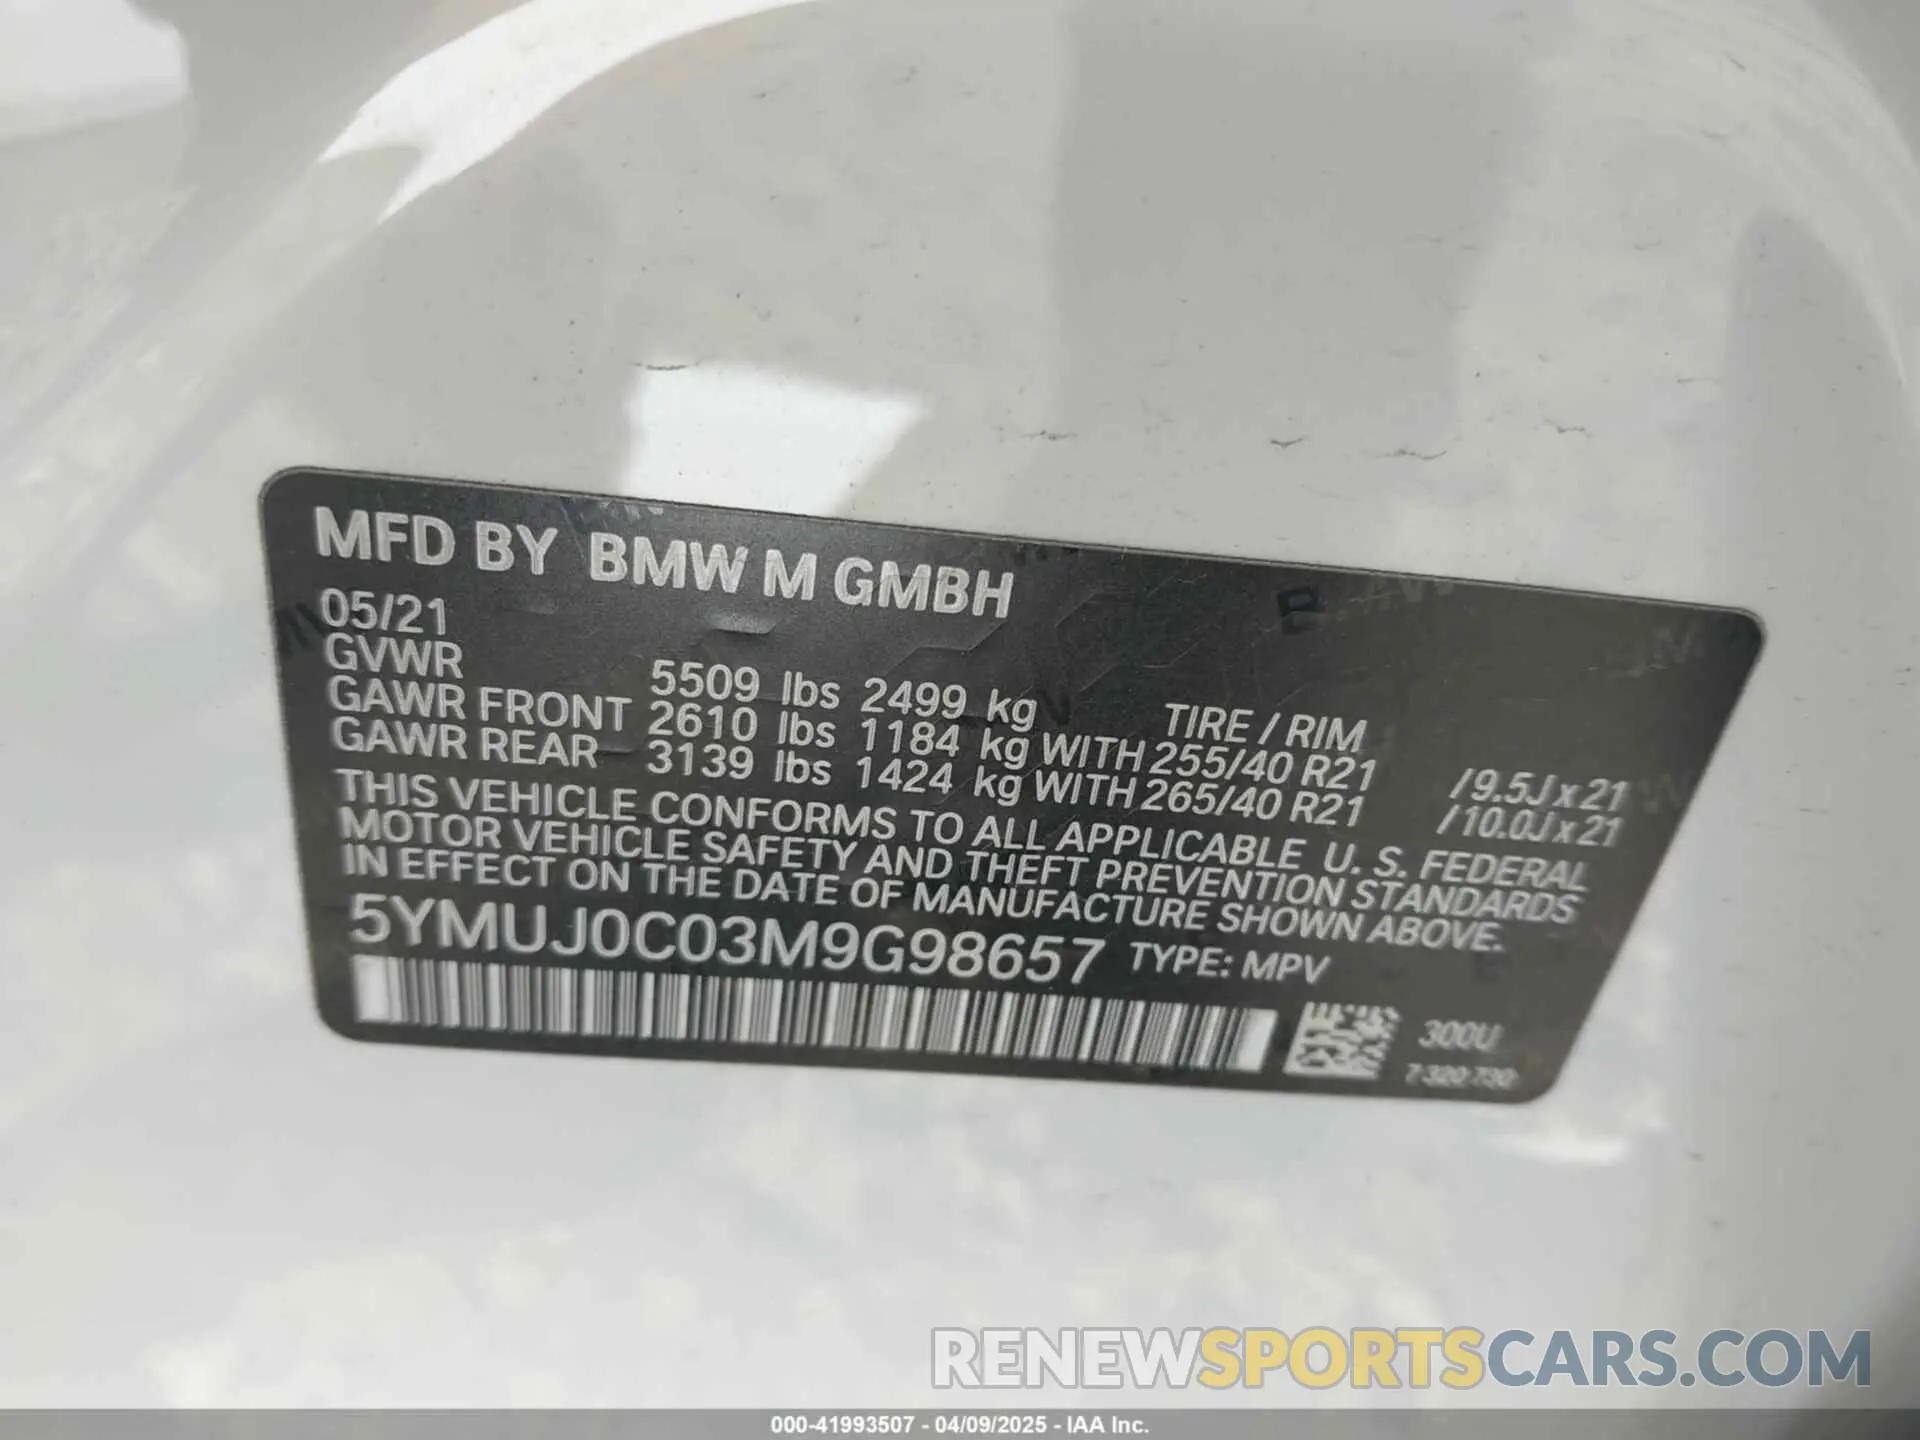 MFD BY BMW M GMBH
05/21
GVWR 5509 lbs 2499 kg TIRE / RIM
GAWR FRONT 2610 lbs 1184 kg WITH 255/40 R21 /9.5J x 21
GAWR REAR 3139 lbs 1424 kg WITH 265/40 R21 /10.0J x 21
THIS VEHICLE CONFORMS TO ALL APPLICABLE U. S. FEDERAL
MOTOR VEHICLE SAFETY AND THEFT PREVENTION STANDARDS
IN EFFECT ON THE DATE OF MANUFACTURE SHOWN ABOVE.
5YMUJ0C03M9G98657 TYPE: MPV
300U
7 320 730
RENEWSPORTSCARS.COM
000-41993507 - 04/09/2025 - IAA Inc.